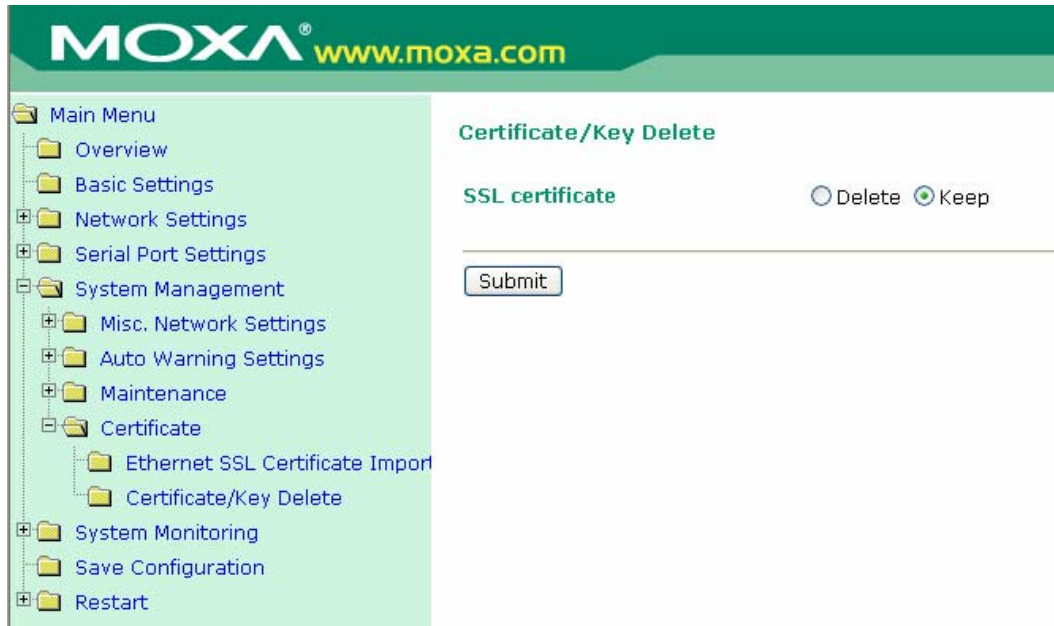 MOXA® www.moxa.com
Main Menu
Overview
Basic Settings
Network Settings
Serial Port Settings
System Management
Misc. Network Settings
Auto Warning Settings
Maintenance
Certificate
Ethernet SSL Certificate Import
Certificate/Key Delete
System Monitoring
Save Configuration
Restart
Certificate/Key Delete
SSL certificate Delete Keep
Submit